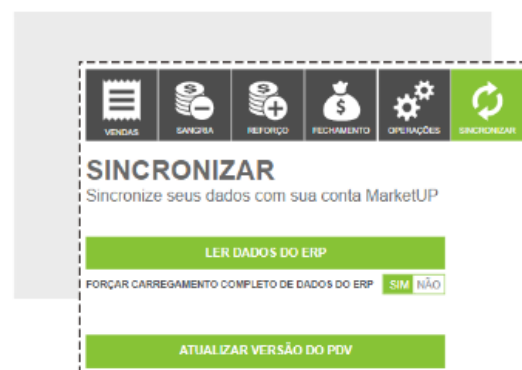 VENDAS SANGRIA REFORÇO FECHAMENTO OPERAÇÕES SINCRONIZAR
SINCRONIZAR
Sincronize seus dados com sua conta MarketUP
LER DADOS DO ERP
FORÇAR CARREGAMENTO COMPLETO DE DADOS DO ERP SIM NÃO
ATUALIZAR VERSÃO DO PDV